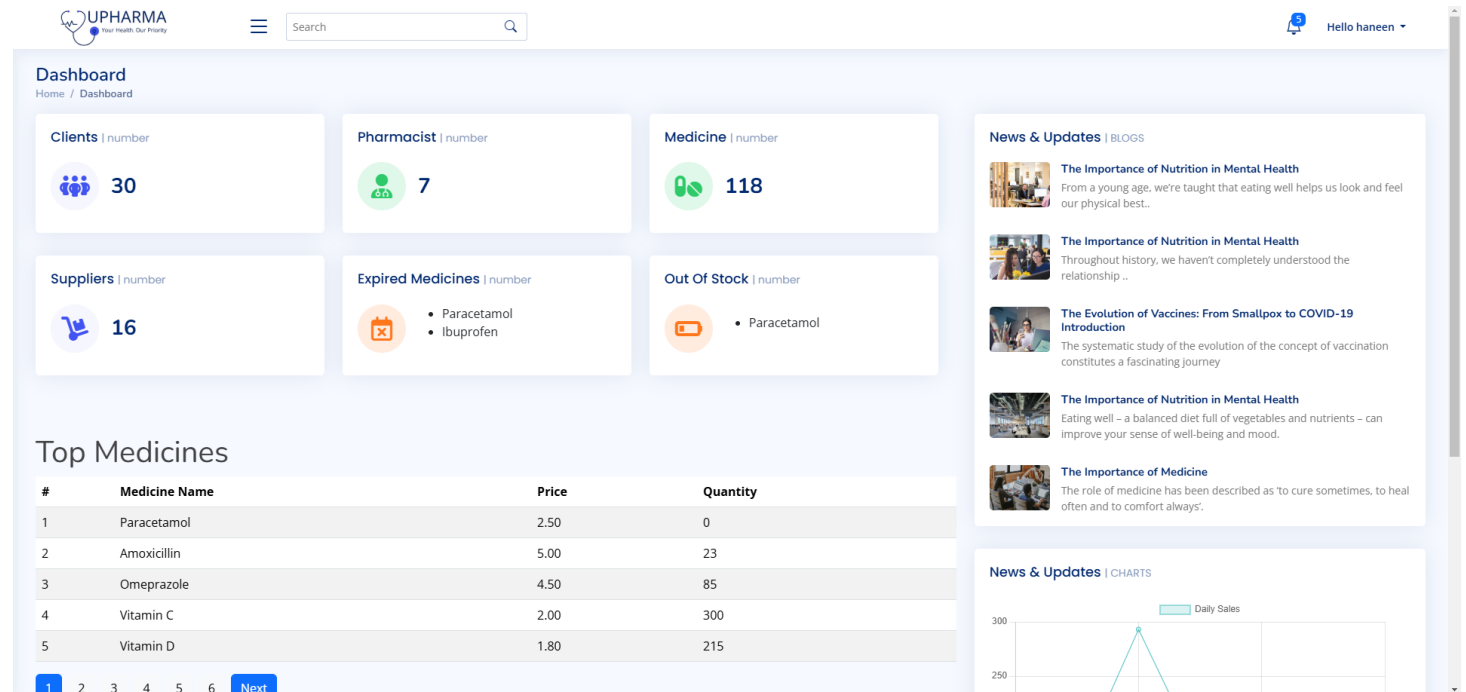 UPHARMA
Your Health. Our Priority
Search
5
Hello haneen
Dashboard
Home / Dashboard
Clients | number
30
Pharmacist | number
7
Medicine | number
118
Suppliers | number
16
Expired Medicines | number
Paracetamol
Ibuprofen
Out Of Stock | number
Paracetamol
Top Medicines
# Medicine Name Price Quantity
1 Paracetamol 2.50 0
2 Amoxicillin 5.00 23
3 Omeprazole 4.50 85
4 Vitamin C 2.00 300
5 Vitamin D 1.80 215
1 2 3 4 5 6 Next
News & Updates | BLOGS
The Importance of Nutrition in Mental Health
From a young age, we're taught that eating well helps us look and feel
our physical best..
The Importance of Nutrition in Mental Health
Throughout history, we haven't completely understood the
relationship ..
The Evolution of Vaccines: From Smallpox to COVID-19
Introduction
The systematic study of the evolution of the concept of vaccination
constitutes a fascinating journey
The Importance of Nutrition in Mental Health
Eating well – a balanced diet full of vegetables and nutrients – can
improve your sense of well-being and mood.
The Importance of Medicine
The role of medicine has been described as 'to cure sometimes, to heal
often and to comfort always'.
News & Updates | CHARTS
Daily Sales
300
250